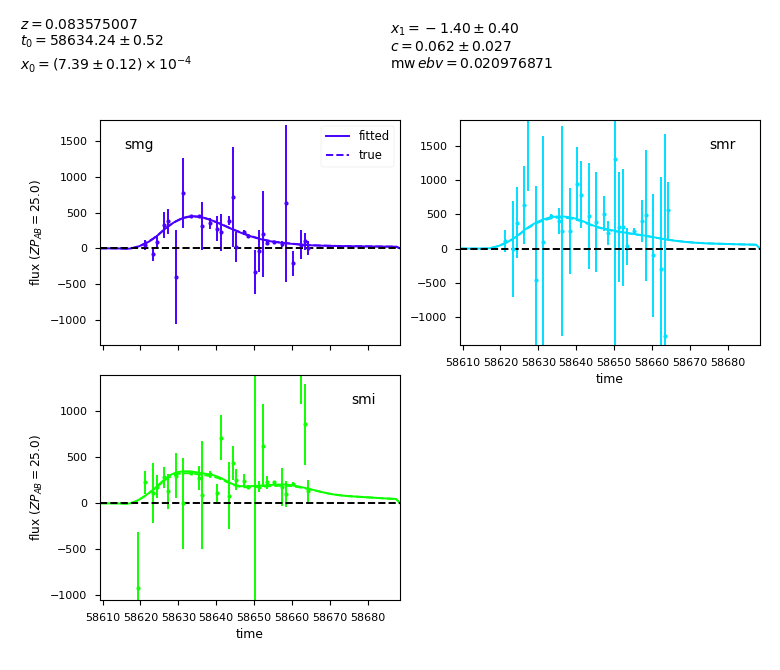 z = 0.083575007
t₀ = 58634.24 ± 0.52
x₀ = (7.39 ± 0.12) × 10⁻⁴
x₁ = −1.40 ± 0.40
c = 0.062 ± 0.027
mw ebv = 0.020976871
smg
fitted
true
1500
1000
500
0
−500
−1000
flux (ZP_AB = 25.0)
smr
1500
1000
500
0
−500
−1000
58610 58620 58630 58640 58650 58660 58670 58680
time
smi
1000
500
0
−500
−1000
flux (ZP_AB = 25.0)
58610 58620 58630 58640 58650 58660 58670 58680
time